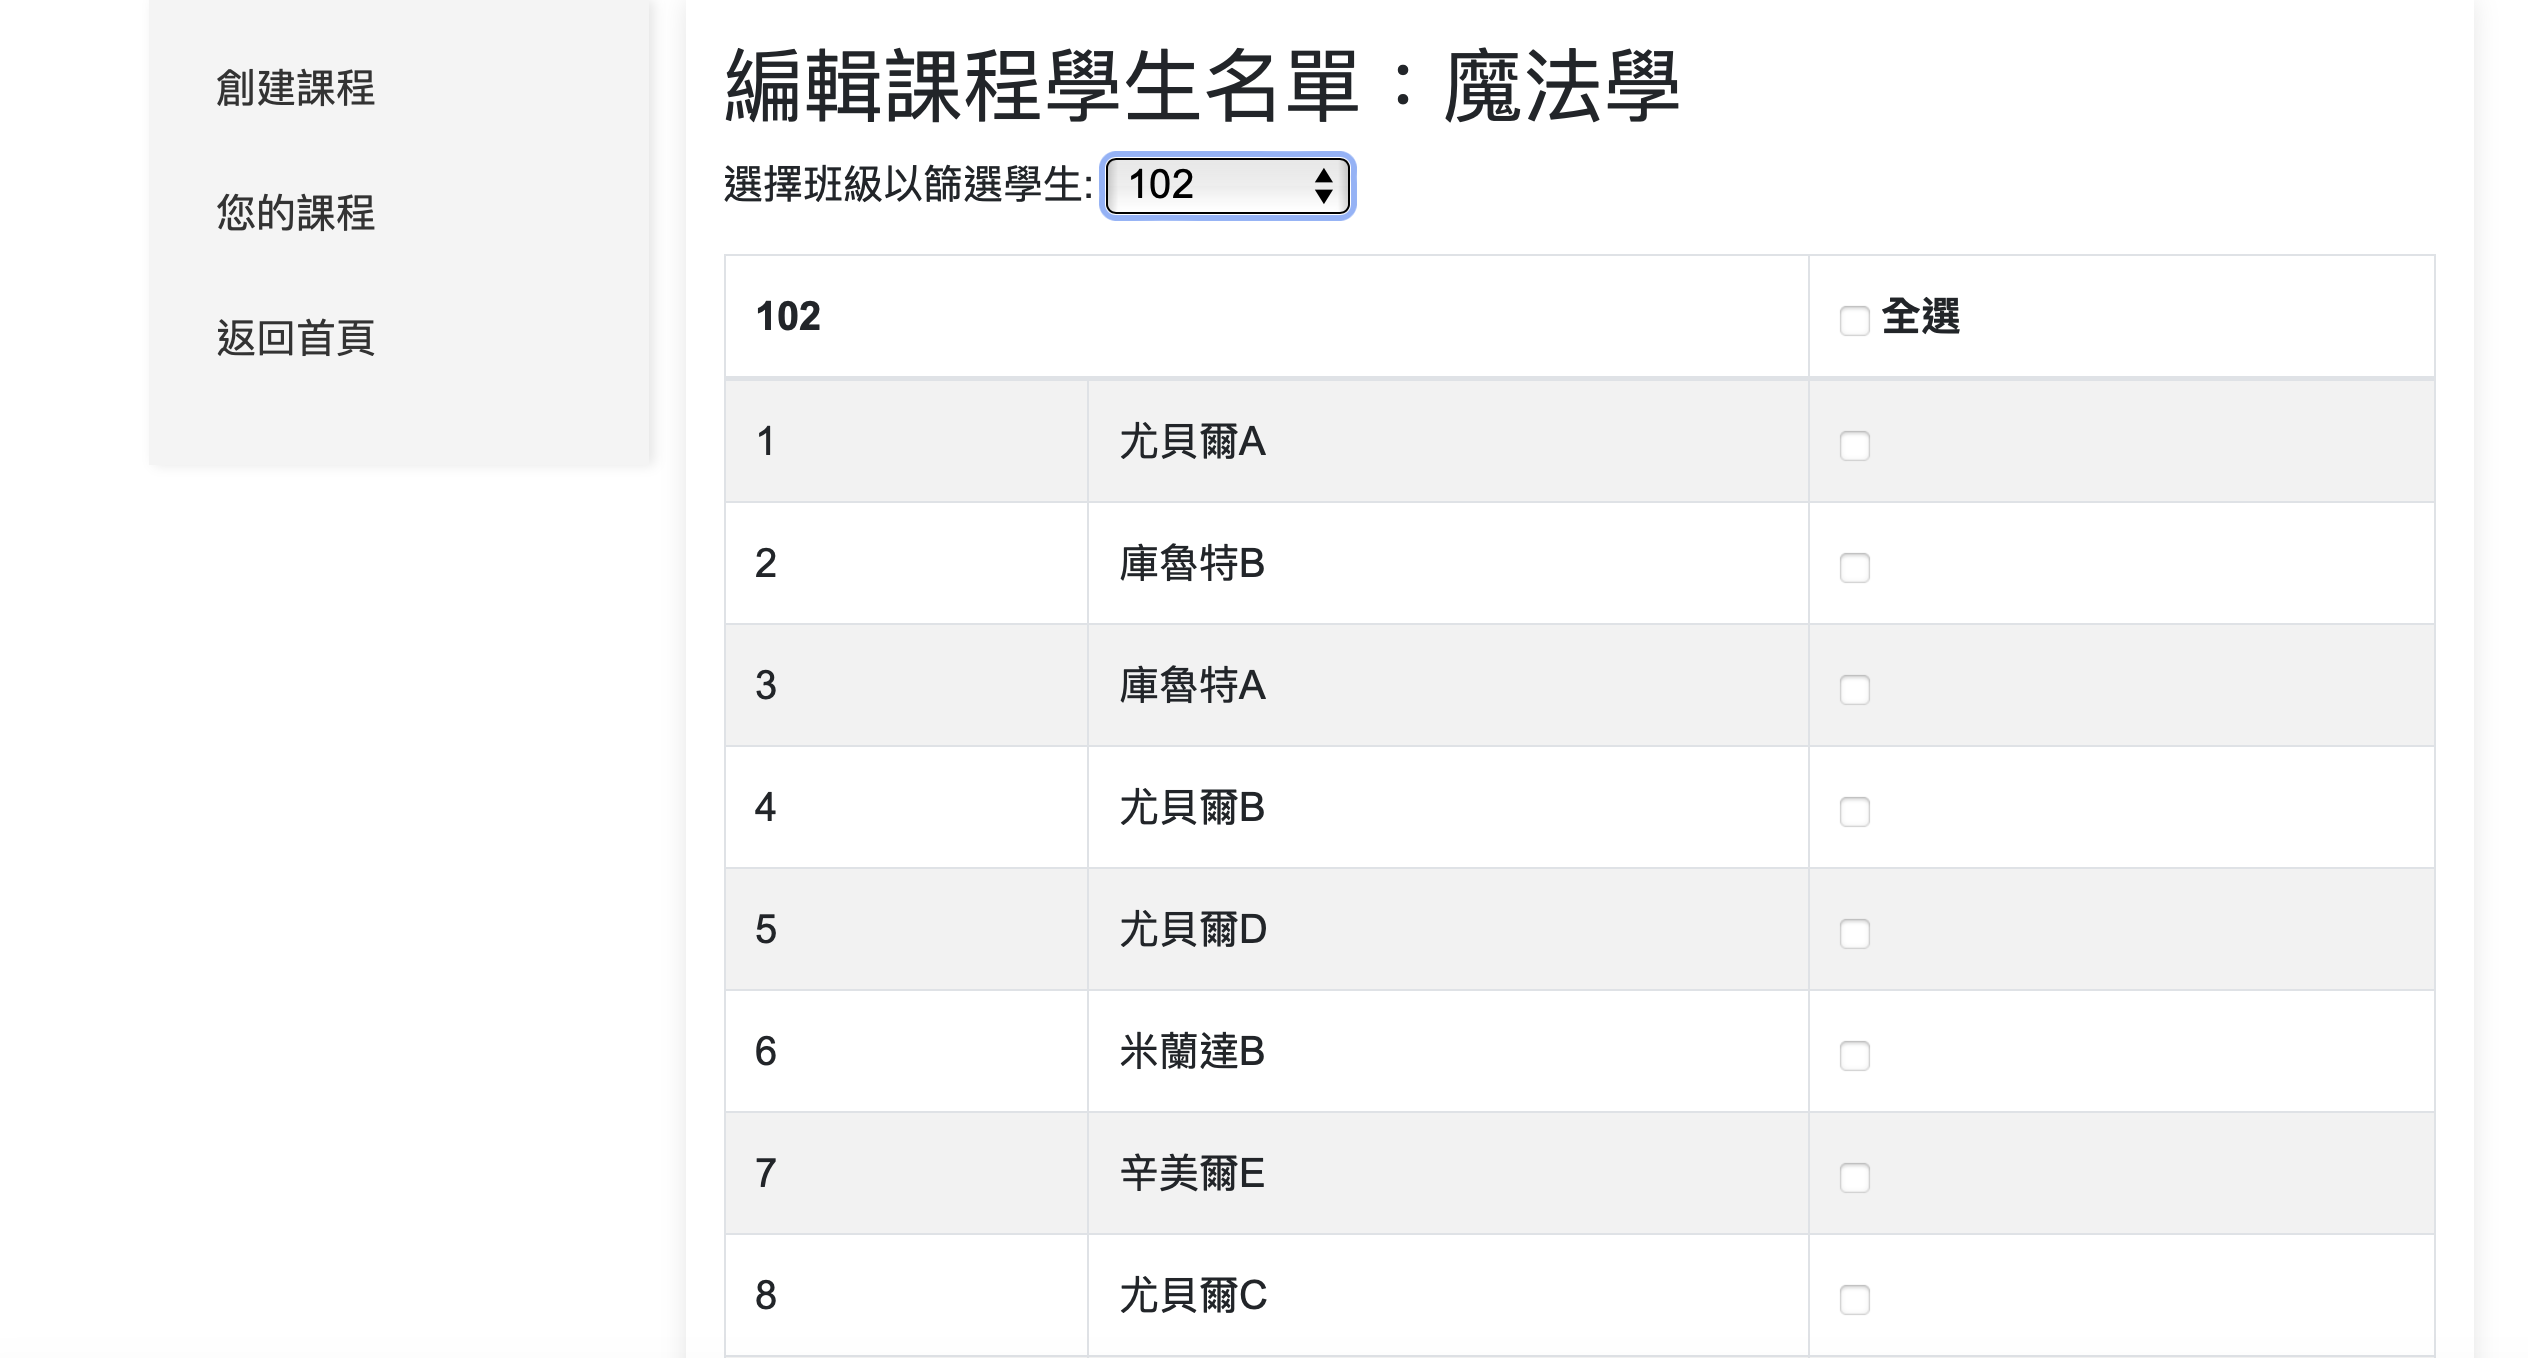 創建課程
您的課程
返回首頁
編輯課程學生名單：魔法學
選擇班級以篩選學生: 102
102 全選
1 尤貝爾A
2 庫魯特B
3 庫魯特A
4 尤貝爾B
5 尤貝爾D
6 米蘭達B
7 辛美爾E
8 尤貝爾C